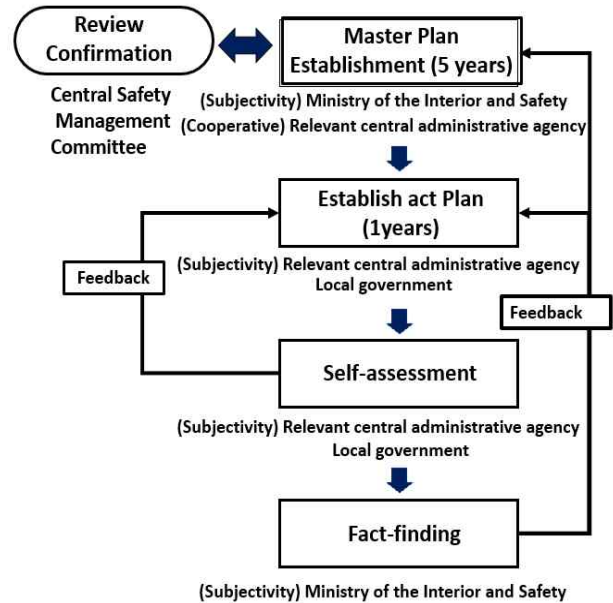 Review
Confirmation
Central Safety
Management
Committee
Master Plan
Establishment (5 years)
(Subjectivity) Ministry of the Interior and Safety
(Cooperative) Relevant central administrative agency
Establish act Plan
(1years)
(Subjectivity) Relevant central administrative agency
Local government
Feedback
Feedback
Self-assessment
(Subjectivity) Relevant central administrative agency
Local government
Fact-finding
(Subjectivity) Ministry of the Interior and Safety